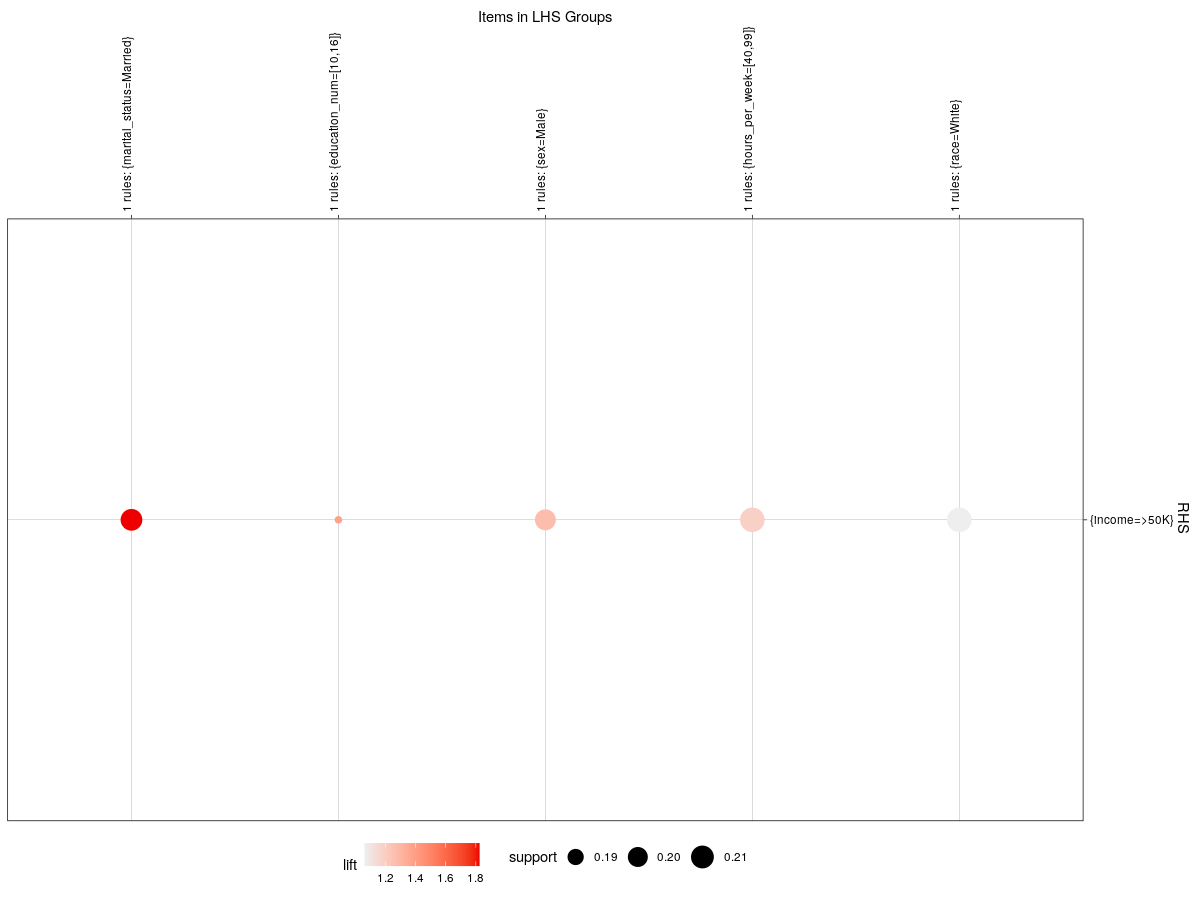 Items in LHS Groups
1 rules: {marital_status=Married}
1 rules: {education_num=[10,16]}
1 rules: {sex=Male}
1 rules: {hours_per_week=[40,99]}
1 rules: {race=White}
{Income=>50K}
RHS
lift
1.2 1.4 1.6 1.8
support
0.19 0.20 0.21